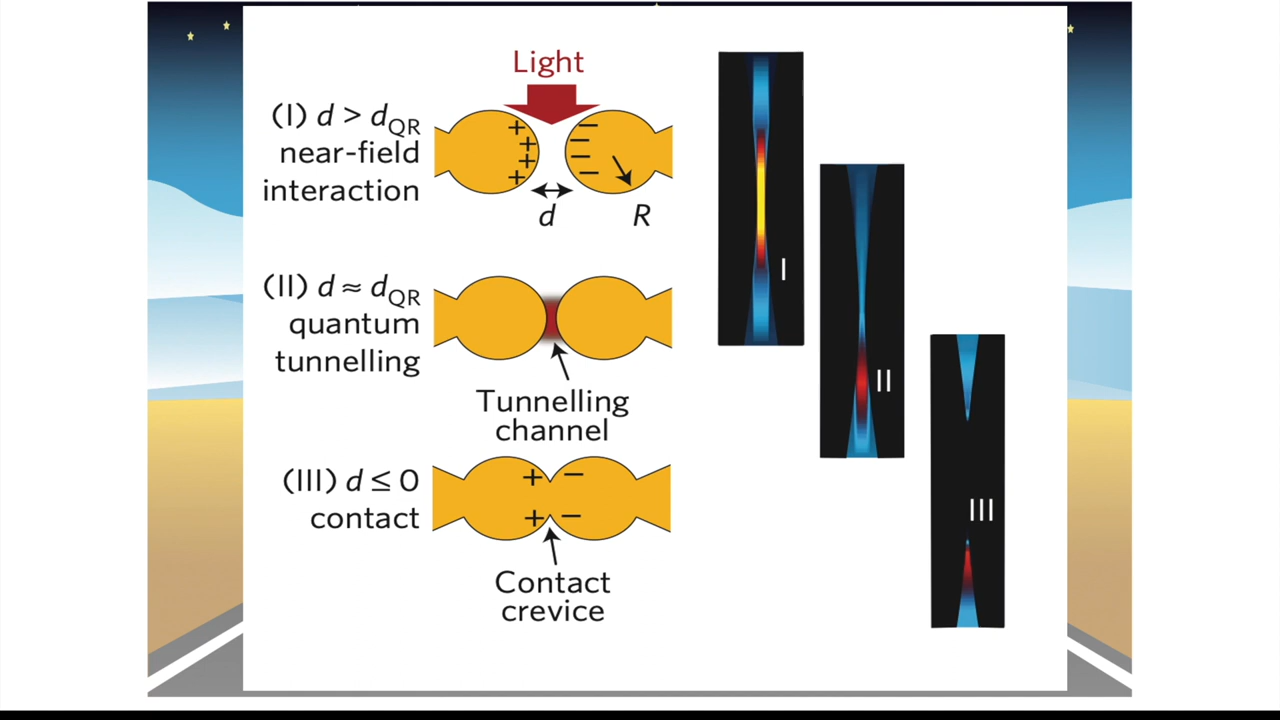 Light
(I) d > dQR
near-field
interaction
+ + + +
− − − −
d
R
(II) d ≈ dQR
quantum
tunnelling
Tunnelling
channel
(III) d ≤ 0
contact
+ −
+ −
Contact
crevice
I
II
III